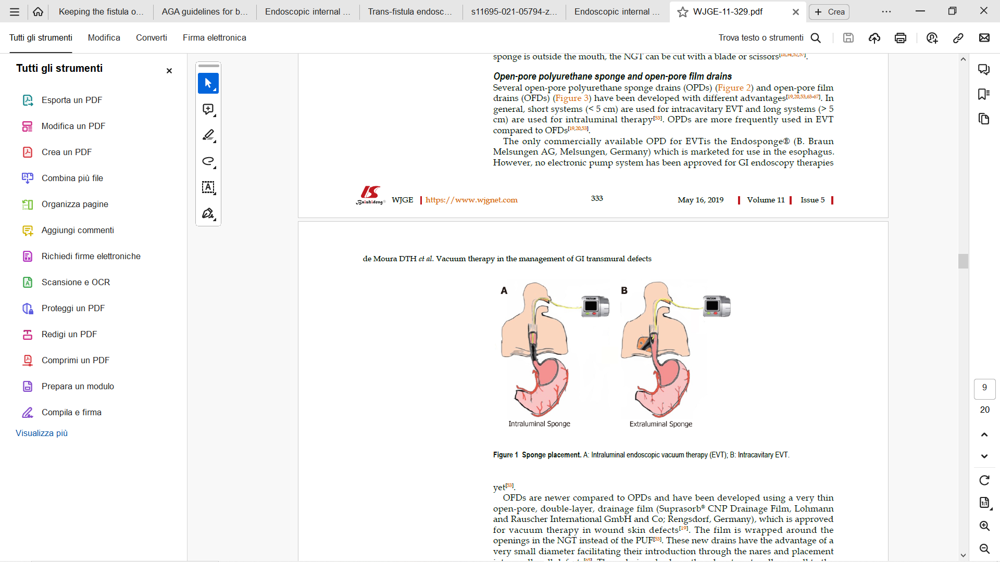 Keeping the fistula o...
AGA guidelines for b...
Endoscopic internal ...
Trans-fistula endosc...
s11695-021-05794-z...
Endoscopic internal ...
WJGE-11-329.pdf
Crea
Tutti gli strumenti
Modifica
Converti
Firma elettronica
Trova testo o strumenti
Tutti gli strumenti
Esporta un PDF
Modifica un PDF
Crea un PDF
Combina più file
Organizza pagine
Aggiungi commenti
Richiedi firme elettroniche
Scansione e OCR
Proteggi un PDF
Redigi un PDF
Comprimi un PDF
Prepara un modulo
Compila e firma
Visualizza più
sponge is outside the mouth, the NGT can be cut with a blade or scissors[18,34,52,57].
Open-pore polyurethane sponge and open-pore film drains
Several open-pore polyurethane sponge drains (OPDs) (Figure 2) and open-pore film
drains (OFDs) (Figure 3) have been developed with different advantages[19,20,53,63-67]. In
general, short systems (< 5 cm) are used for intracavitary EVT and long systems (> 5
cm) are used for intraluminal therapy[53]. OPDs are more frequently used in EVT
compared to OFDs[19,20,53].
The only commercially available OPD for EVTis the Endosponge® (B. Braun
Melsungen AG, Melsungen, Germany) which is marketed for use in the esophagus.
However, no electronic pump system has been approved for GI endoscopy therapies
Baishideng®
WJGE
https://www.wjgnet.com
333
May 16, 2019
Volume 11
Issue 5
de Moura DTH et al. Vacuum therapy in the management of GI transmural defects
A
VACUUM
B
VACUUM
Intraluminal Sponge
Extraluminal Sponge
Figure 1 Sponge placement. A: Intraluminal endoscopic vacuum therapy (EVT); B: Intracavitary EVT.
yet[53].
OFDs are newer compared to OPDs and have been developed using a very thin
open-pore, double-layer, drainage film (Suprasorb® CNP Drainage Film, Lohmann
and Rauscher International GmbH and Co; Rengsdorf, Germany), which is approved
for vacuum therapy in wound skin defects[19]. The film is wrapped around the
openings in the NGT instead of the PUF[53]. These new drains have the advantage of a
very small diameter facilitating their introduction through the nares and placement
9
20
1:1